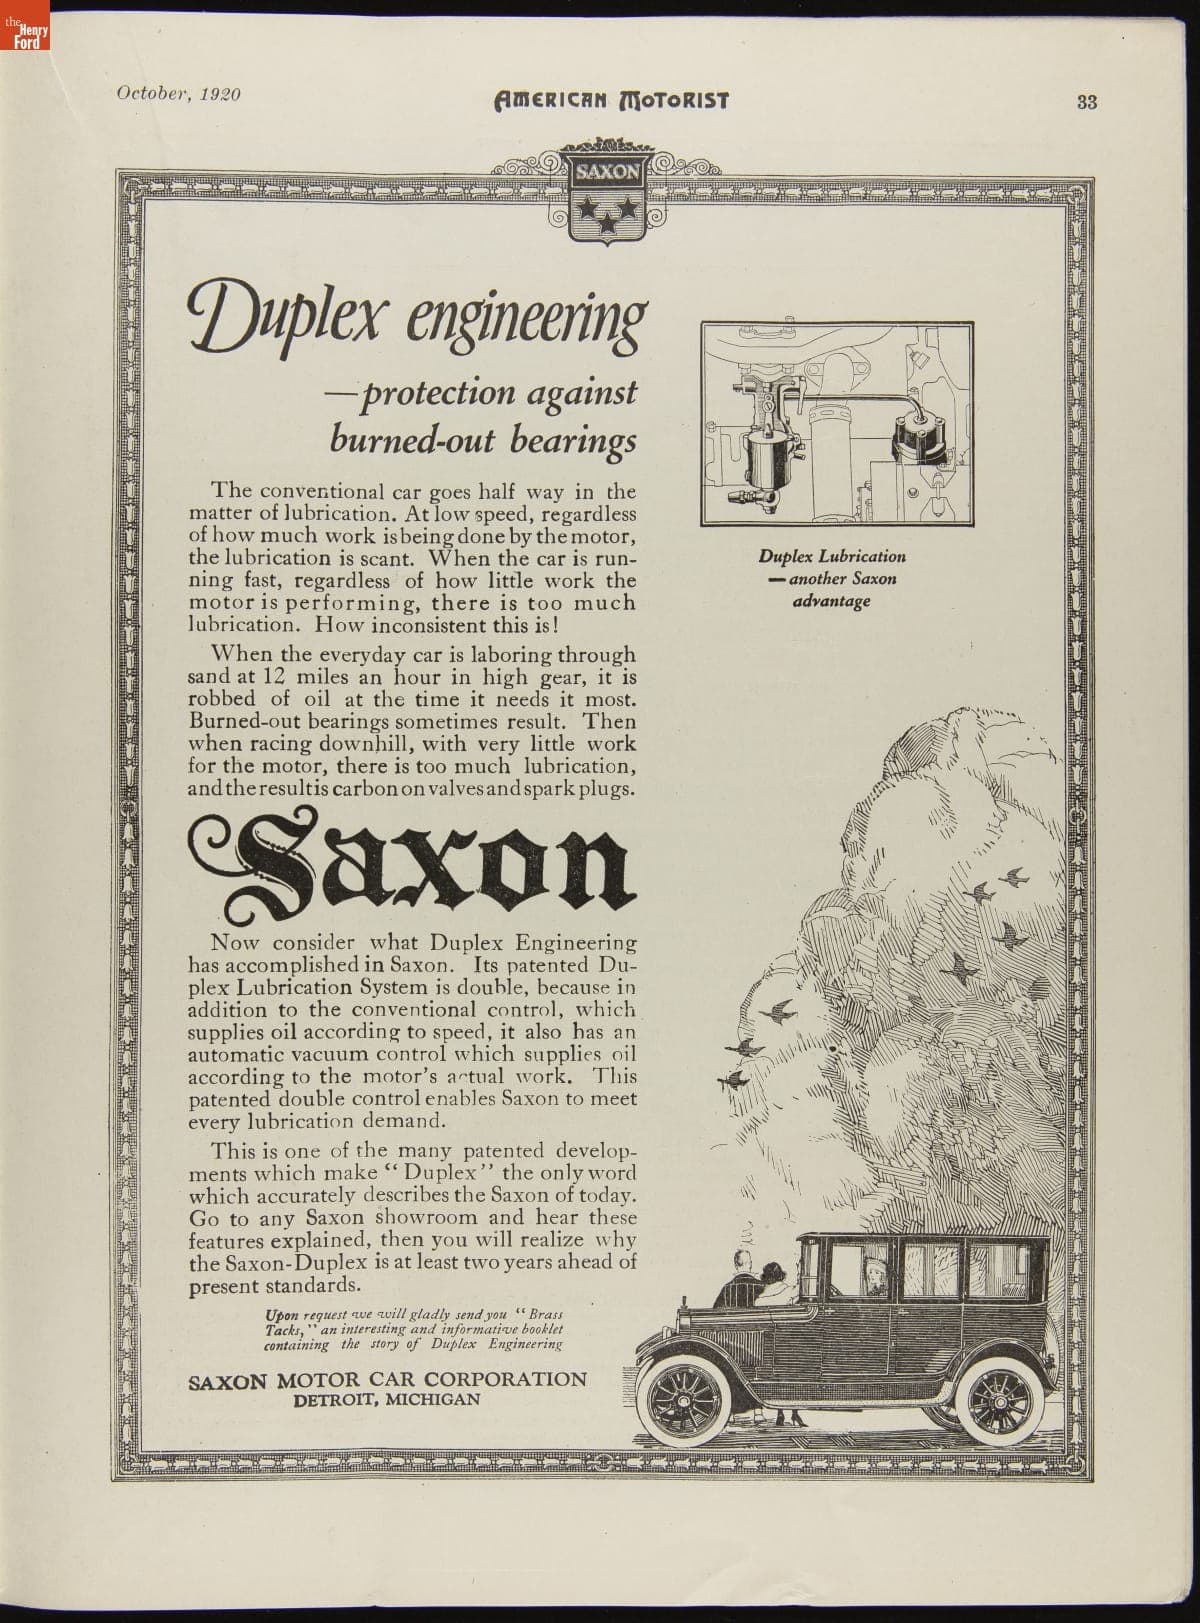 the
Henry
Ford
October, 1920
AMERICAN MOTORIST
33
SAXON
Duplex engineering
—protection against
burned-out bearings
The conventional car goes half way in the
matter of lubrication. At low speed, regardless
of how much work is being done by the motor,
the lubrication is scant. When the car is run-
ning fast, regardless of how little work the
motor is performing, there is too much
lubrication. How inconsistent this is!
When the everyday car is laboring through
sand at 12 miles an hour in high gear, it is
robbed of oil at the time it needs it most.
Burned-out bearings sometimes result. Then
when racing downhill, with very little work
for the motor, there is too much lubrication,
and the result is carbon on valves and spark plugs.
Saxon
Now consider what Duplex Engineering
has accomplished in Saxon. Its patented Du-
plex Lubrication System is double, because in
addition to the conventional control, which
supplies oil according to speed, it also has an
automatic vacuum control which supplies oil
according to the motor's actual work. This
patented double control enables Saxon to meet
every lubrication demand.
This is one of the many patented develop-
ments which make “Duplex” the only word
which accurately describes the Saxon of today.
Go to any Saxon showroom and hear these
features explained, then you will realize why
the Saxon-Duplex is at least two years ahead of
present standards.
Upon request we will gladly send you “Brass
Tacks,” an interesting and informative booklet
containing the story of Duplex Engineering
SAXON MOTOR CAR CORPORATION
DETROIT, MICHIGAN
Duplex Lubrication
—another Saxon
advantage